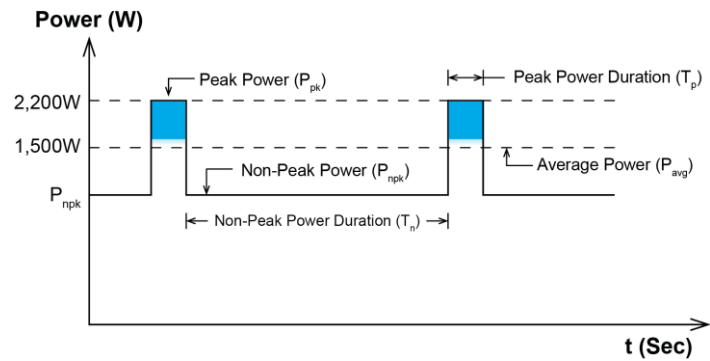 Power (W)
Peak Power (Ppk)
Peak Power Duration (Tp)
2,200W
1,500W
Non-Peak Power (Pnpk)
Average Power (Pavg)
Pnpk
Non-Peak Power Duration (Tn)
t (Sec)